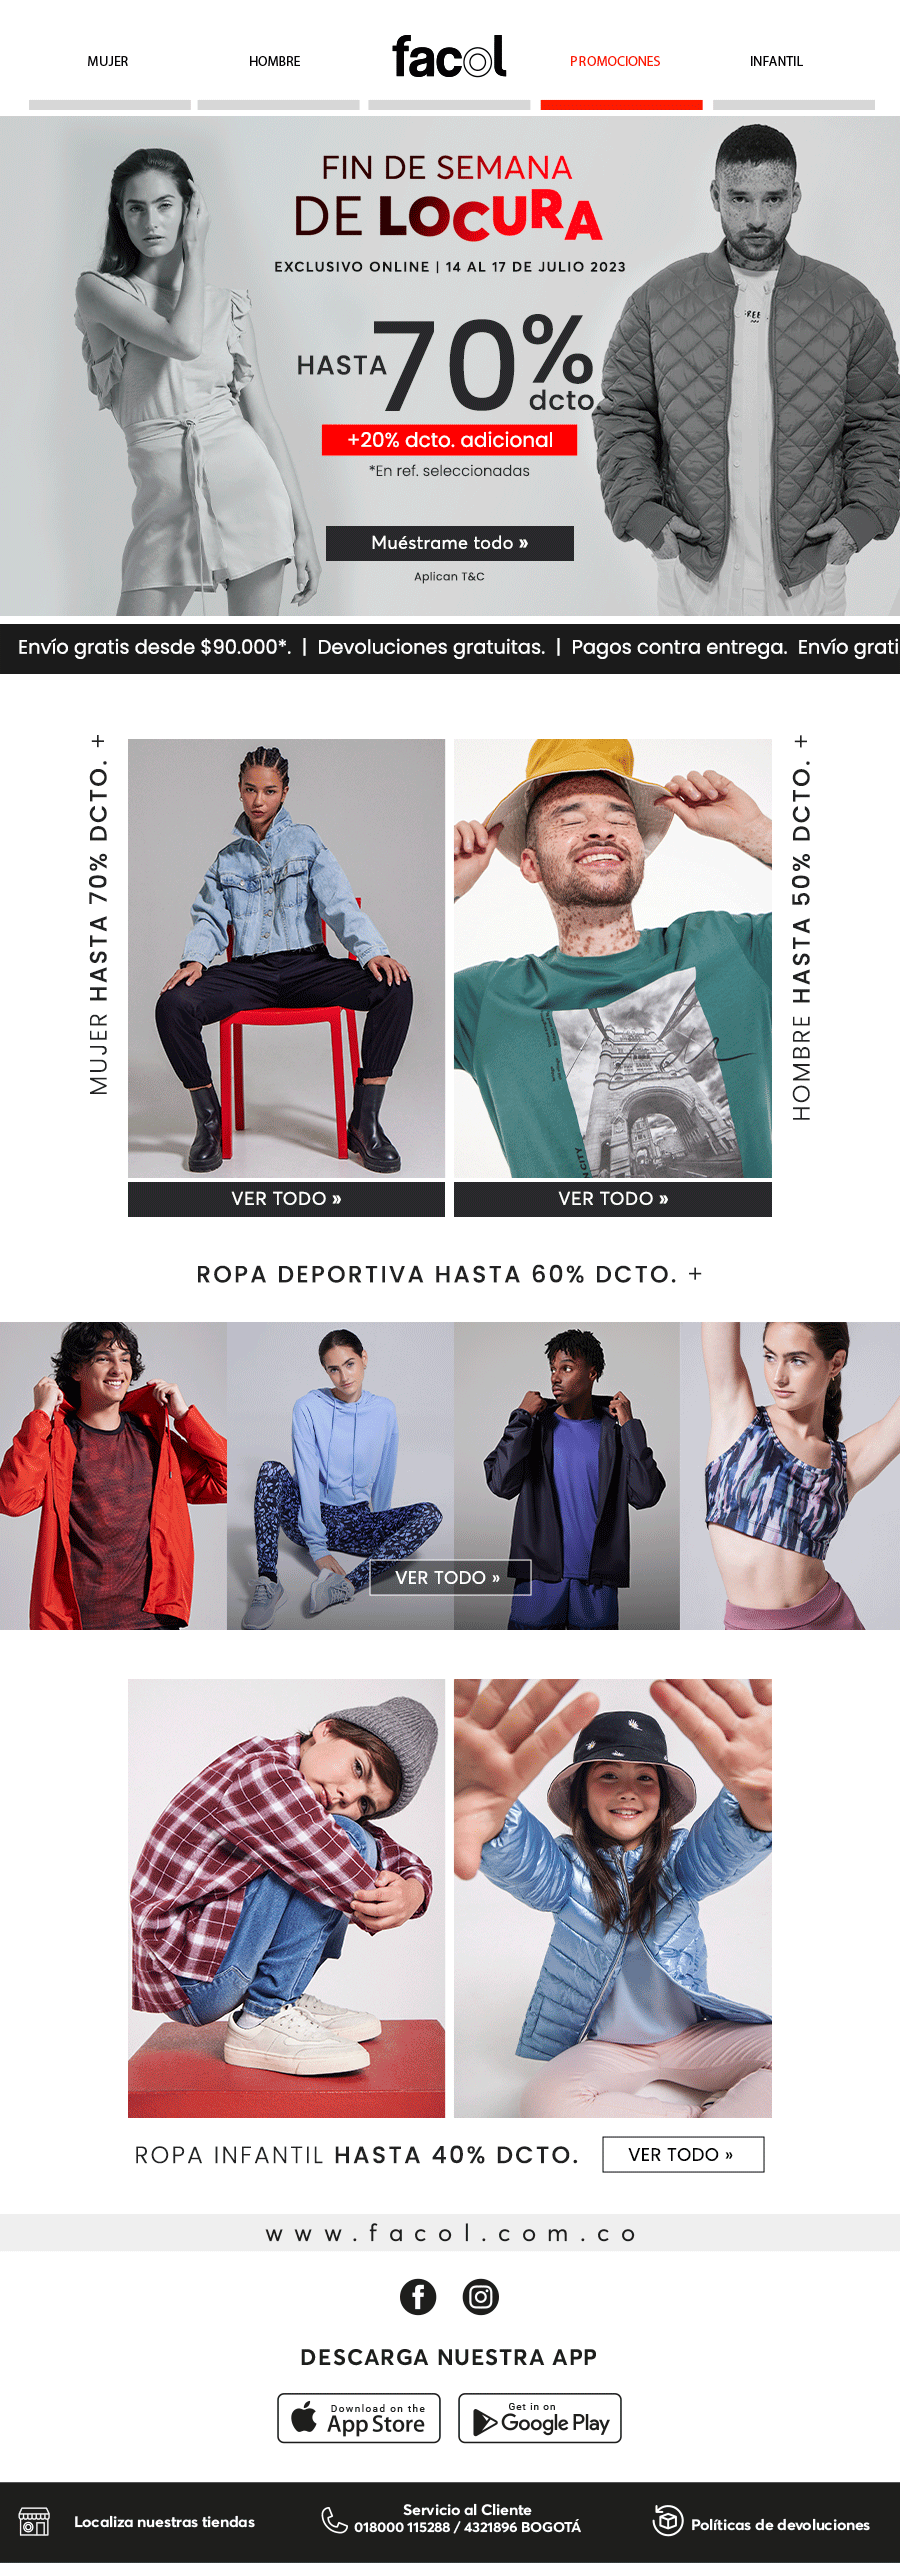 MUJER
HOMBRE
facol
PROMOCIONES
INFANTIL
FIN DE SEMANA
DE LOCURA
EXCLUSIVO ONLINE | 14 AL 17 DE JULIO 2023
HASTA 70%
dcto
+20% dcto. adicional
*En ref. seleccionadas
Muéstrame todo »
Aplican T&C
Envío gratis desde $90.000*. | Devoluciones gratuitas. | Pagos contra entrega. Envío grati
MUJER HASTA 70% DCTO. +
HOMBRE HASTA 50% DCTO. +
VER TODO »
VER TODO »
ROPA DEPORTIVA HASTA 60% DCTO. +
VER TODO »
ROPA INFANTIL HASTA 40% DCTO.
VER TODO »
www.facol.com.co
DESCARGA NUESTRA APP
Download on the
App Store
Get in on
Google Play
Localiza nuestras tiendas
Servicio al Cliente
018000 115288 / 4321896 BOGOTÁ
Políticas de devoluciones